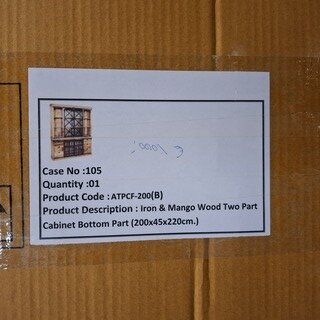 Case No :105
Quantity :01
Product Code : ATPCF-200(B)
Product Description : Iron & Mango Wood Two Part
Cabinet Bottom Part (200x45x220cm.)